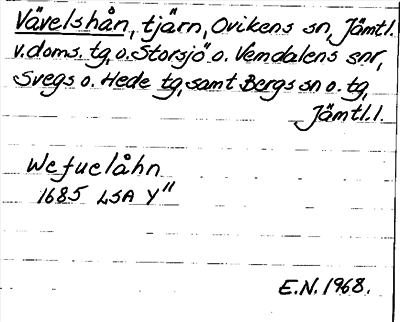 Vävelshån, tjärn, Ovikens sn, Jämtl.
v. doms. tg, o. Storsjö o. Vemdalens snr,
Svegs o. Hede tg, samt Bergs sn o. tg,
Jämtl. l.
Wefuelåhn
1685 LSA Y"
E.N. 1968.